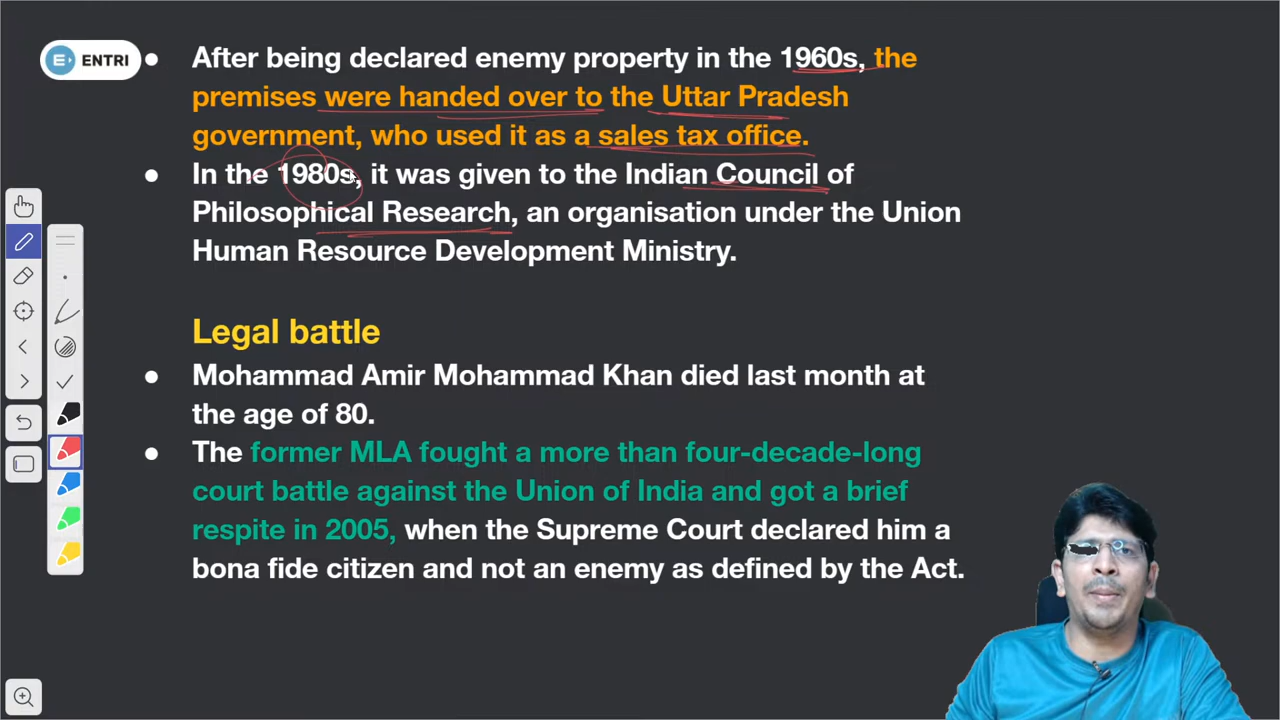 ENTRI
After being declared enemy property in the 1960s, the
premises were handed over to the Uttar Pradesh
government, who used it as a sales tax office.
In the 1980s, it was given to the Indian Council of
Philosophical Research, an organisation under the Union
Human Resource Development Ministry.
Legal battle
Mohammad Amir Mohammad Khan died last month at
the age of 80.
The former MLA fought a more than four-decade-long
court battle against the Union of India and got a brief
respite in 2005, when the Supreme Court declared him a
bona fide citizen and not an enemy as defined by the Act.